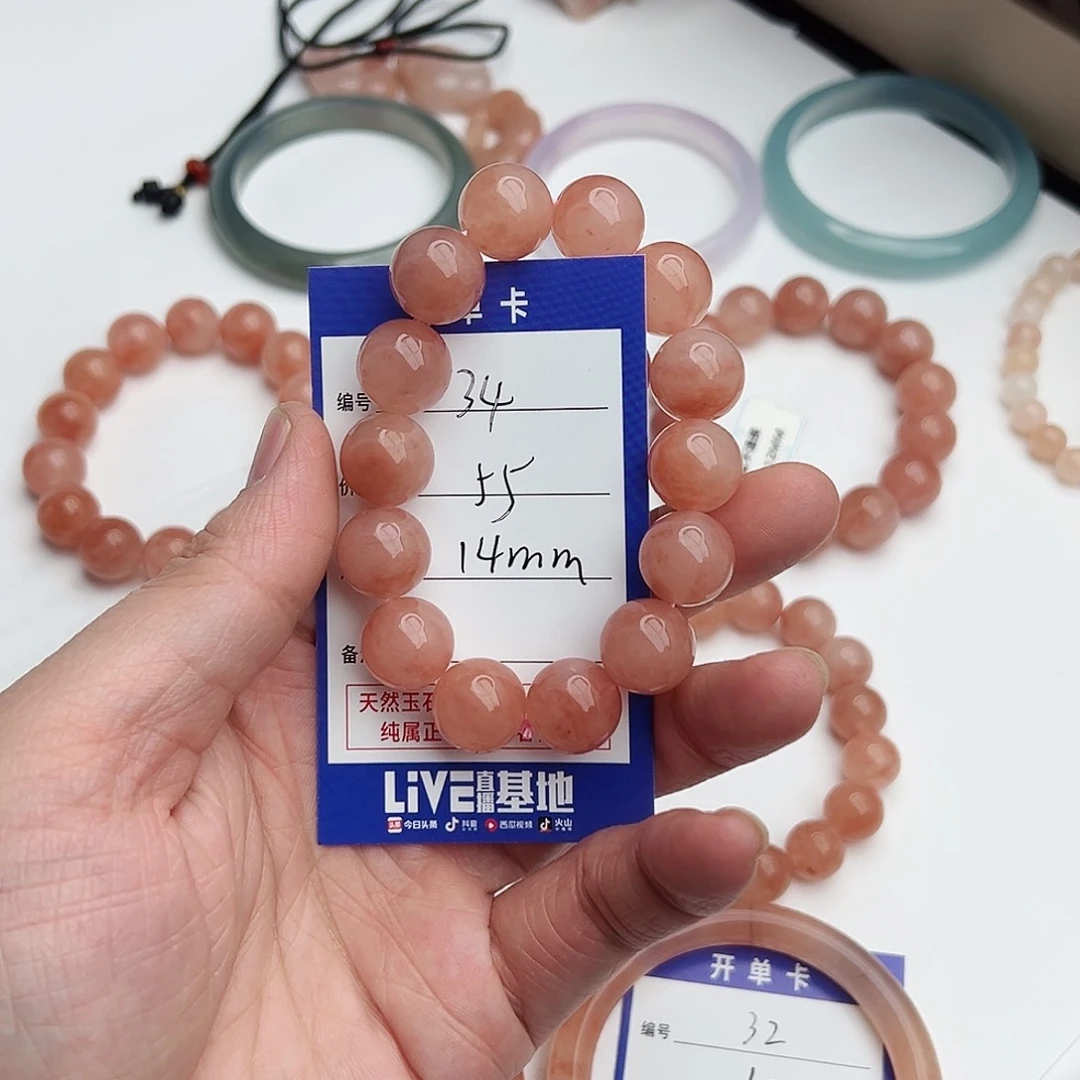 单卡
编号 34
价 55
14mm
备
天然玉石
纯属正
LiVE直播基地
今日头条 抖音 西瓜视频 火山
开单卡
编号 32